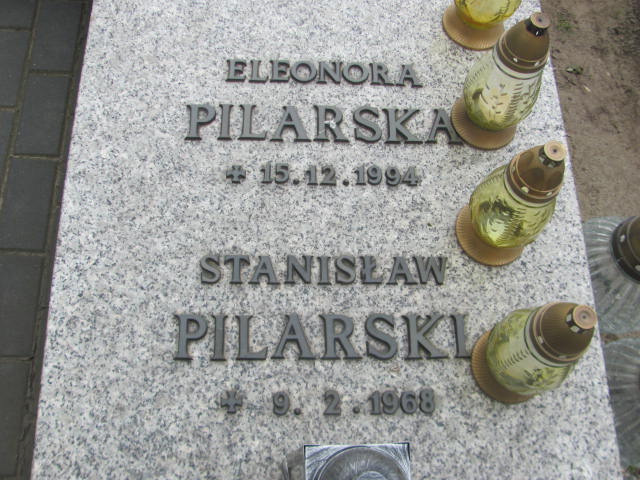 ELEONORA
PILARSKA
+ 15.12.1994
STANISŁAW
PILARSKI
+ 9. 2.1968